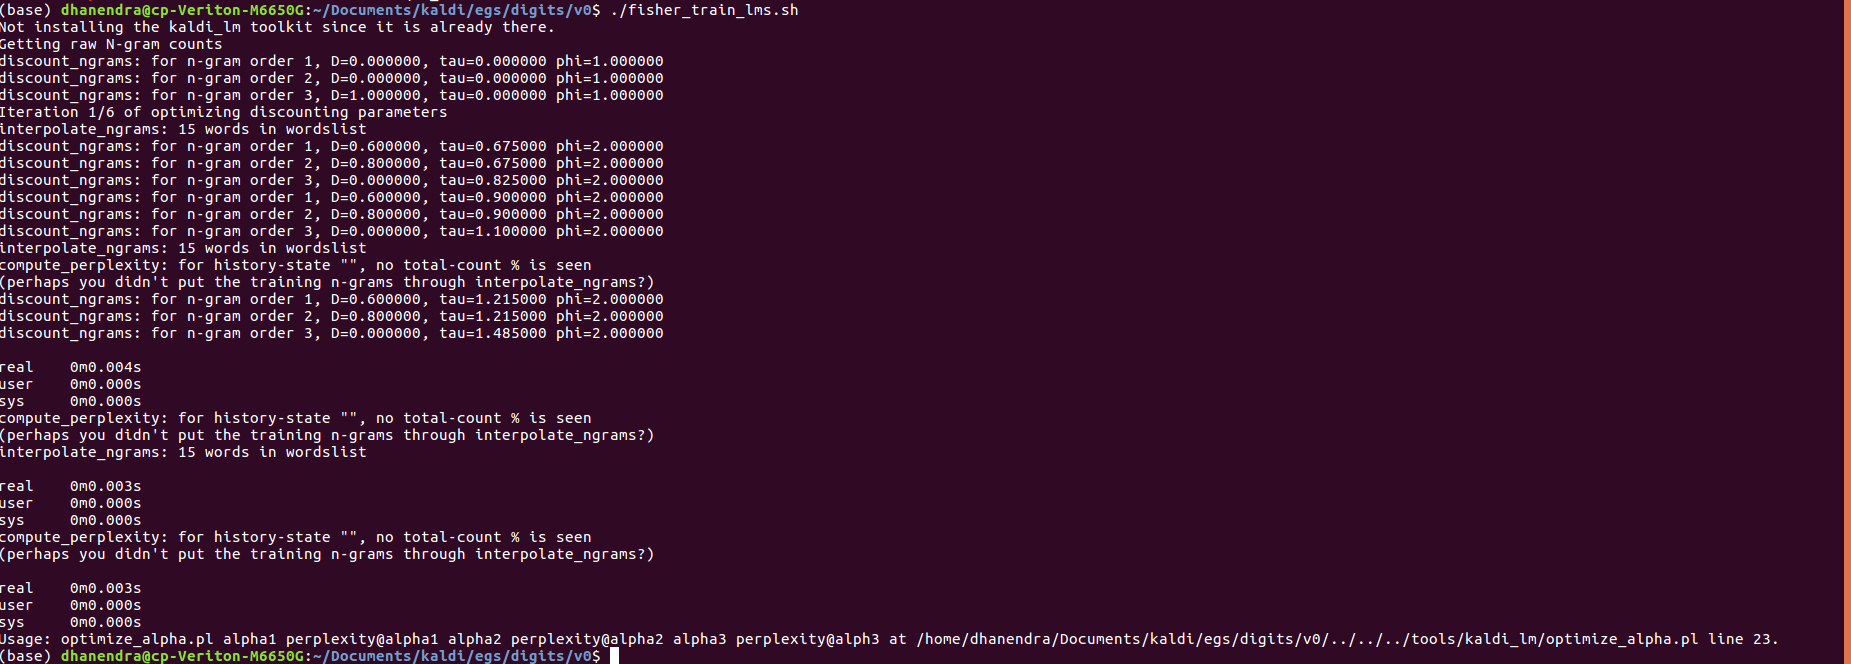 (base) dhanendra@cp-Veriton-M6650G:~/Documents/kaldi/egs/digits/v0$ ./fisher_train_lms.sh
Not installing the kaldi_lm toolkit since it is already there.
Getting raw N-gram counts
discount_ngrams: for n-gram order 1, D=0.000000, tau=0.000000 phi=1.000000
discount_ngrams: for n-gram order 2, D=0.000000, tau=0.000000 phi=1.000000
discount_ngrams: for n-gram order 3, D=1.000000, tau=0.000000 phi=1.000000
Iteration 1/6 of optimizing discounting parameters
interpolate_ngrams: 15 words in wordslist
discount_ngrams: for n-gram order 1, D=0.600000, tau=0.675000 phi=2.000000
discount_ngrams: for n-gram order 2, D=0.800000, tau=0.675000 phi=2.000000
discount_ngrams: for n-gram order 3, D=0.000000, tau=0.825000 phi=2.000000
discount_ngrams: for n-gram order 1, D=0.600000, tau=0.900000 phi=2.000000
discount_ngrams: for n-gram order 2, D=0.800000, tau=0.900000 phi=2.000000
discount_ngrams: for n-gram order 3, D=0.000000, tau=1.100000 phi=2.000000
interpolate_ngrams: 15 words in wordslist
compute_perplexity: for history-state "", no total-count % is seen
(perhaps you didn't put the training n-grams through interpolate_ngrams?)
discount_ngrams: for n-gram order 1, D=0.600000, tau=1.215000 phi=2.000000
discount_ngrams: for n-gram order 2, D=0.800000, tau=1.215000 phi=2.000000
discount_ngrams: for n-gram order 3, D=0.000000, tau=1.485000 phi=2.000000
real 0m0.004s
user 0m0.000s
sys 0m0.000s
compute_perplexity: for history-state "", no total-count % is seen
(perhaps you didn't put the training n-grams through interpolate_ngrams?)
interpolate_ngrams: 15 words in wordslist
real 0m0.003s
user 0m0.000s
sys 0m0.000s
compute_perplexity: for history-state "", no total-count % is seen
(perhaps you didn't put the training n-grams through interpolate_ngrams?)
real 0m0.003s
user 0m0.000s
sys 0m0.000s
Usage: optimize_alpha.pl alpha1 perplexity@alpha1 alpha2 perplexity@alpha2 alpha3 perplexity@alph3 at /home/dhanendra/Documents/kaldi/egs/digits/v0/../../../tools/kaldi_lm/optimize_alpha.pl line 23.
(base) dhanendra@cp-Veriton-M6650G:~/Documents/kaldi/egs/digits/v0$